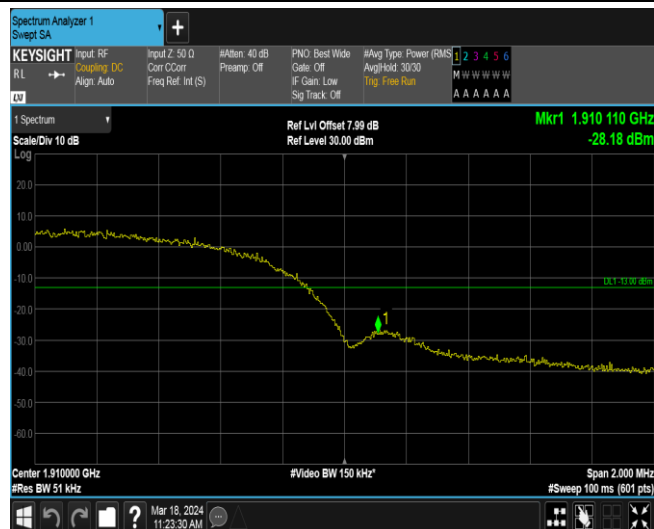 Spectrum Analyzer 1
Swept SA
+
KEYSIGHT
RL
LXI
Input: RF
Coupling: DC
Align: Auto
Input Z: 50 Ω
Corr CCorr
Freq Ref: Int (S)
#Atten: 40 dB
Preamp: Off
PNO: Best Wide
Gate: Off
IF Gain: Low
Sig Track: Off
#Avg Type: Power (RMS
Avg|Hold: 30/30
Trig: Free Run
1 2 3 4 5 6
M W W W W W
A A A A A A
1 Spectrum
Scale/Div 10 dB
Log
Ref Lvl Offset 7.99 dB
Ref Level 30.00 dBm
Mkr1 1.910 110 GHz
-28.18 dBm
20.0
10.0
0.00
-10.0
DL1 -13.00 dBm
-20.0
1
-30.0
-40.0
-50.0
-60.0
Center 1.910000 GHz
#Video BW 150 kHz*
Span 2.000 MHz
#Res BW 51 kHz
#Sweep 100 ms (601 pts)
?
Mar 18, 2024
11:23:30 AM